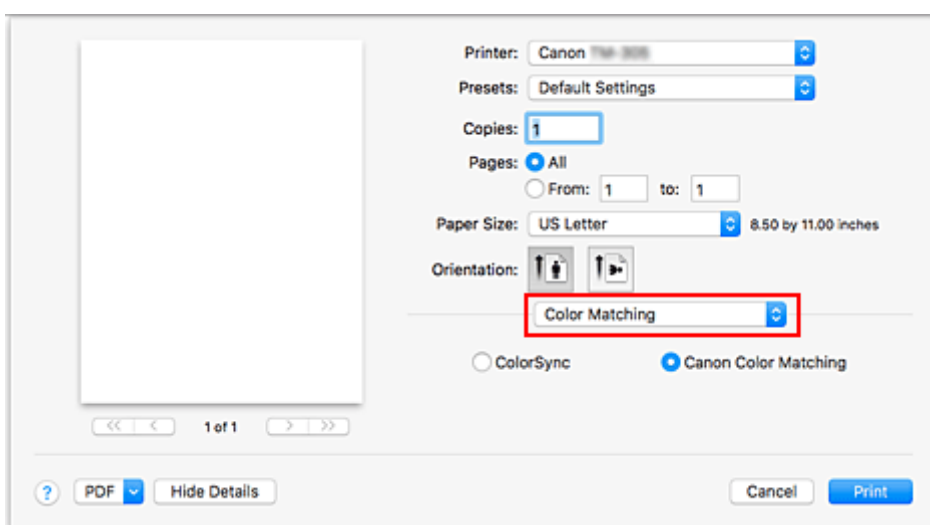 Printer: Canon
Presets: Default Settings
Copies: 1
Pages: All
From: 1 to: 1
Paper Size: US Letter 8.50 by 11.00 inches
Orientation:
Color Matching
ColorSync Canon Color Matching
<< < 1 of 1 > >>
? PDF Hide Details Cancel Print